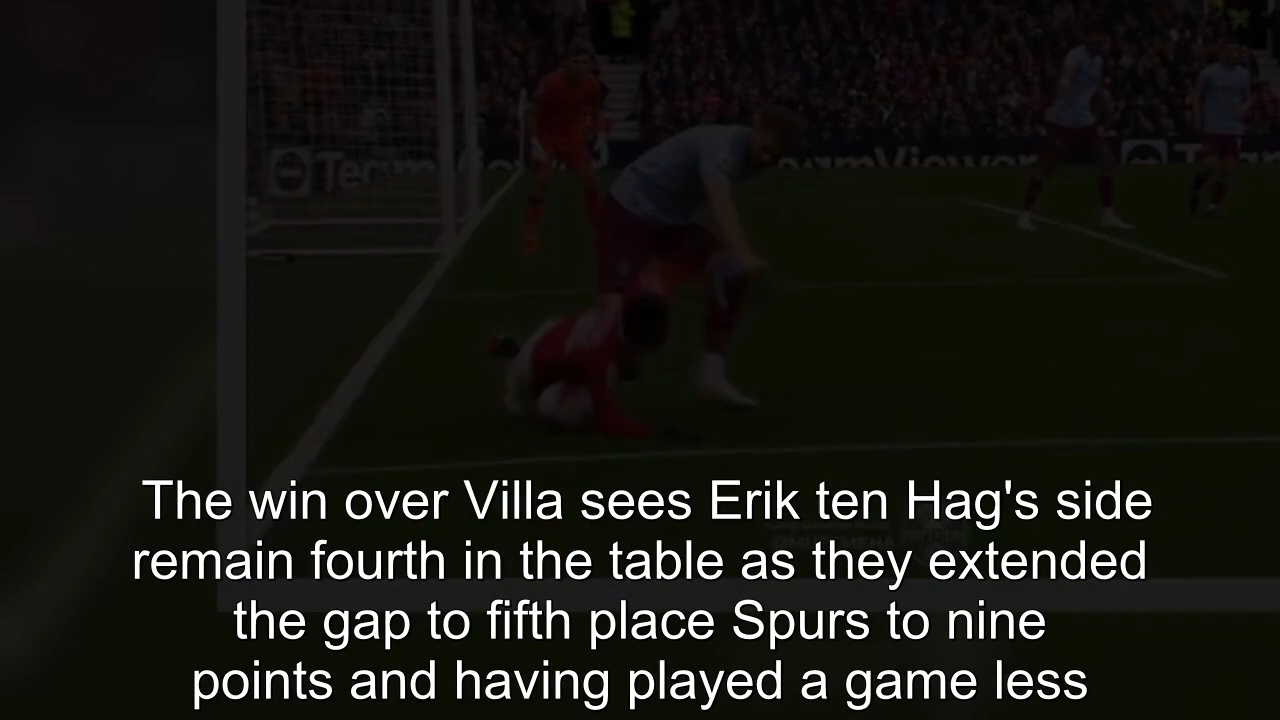 TeamViewer
The win over Villa sees Erik ten Hag's side
remain fourth in the table as they extended
the gap to fifth place Spurs to nine
points and having played a game less